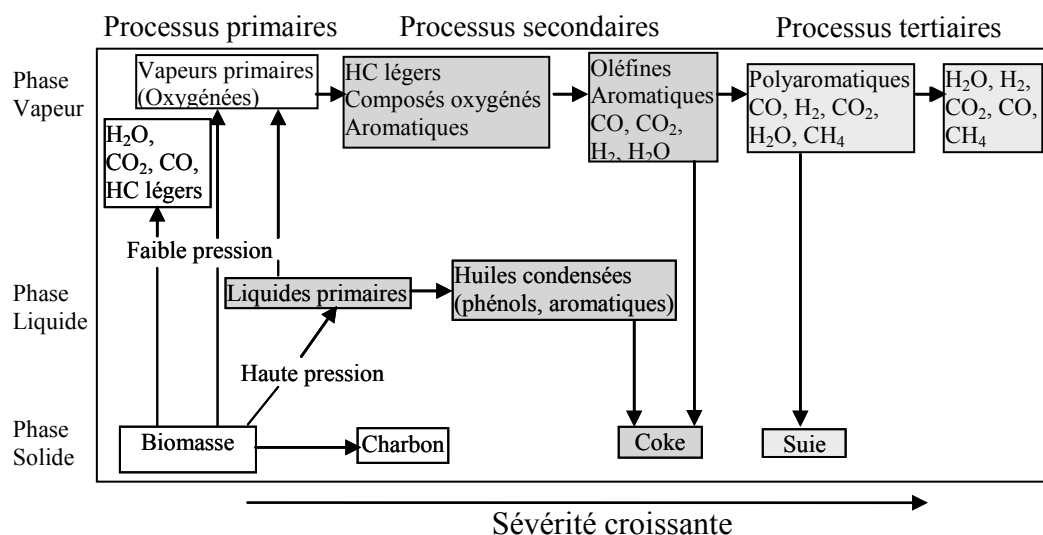 Processus primaires
Processus secondaires
Processus tertiaires
Phase
Vapeur
Vapeurs primaires
(Oxygénées)
HC légers
Composés oxygénés
Aromatiques
Oléfines
Aromatiques
CO, CO₂,
H₂, H₂O
Polyaromatiques
CO, H₂, CO₂,
H₂O, CH₄
H₂O, H₂,
CO₂, CO,
CH₄
H₂O,
CO₂, CO,
HC légers
Faible pression
Phase
Liquide
Liquides primaires
Huiles condensées
(phénols, aromatiques)
Haute pression
Phase
Solide
Biomasse
Charbon
Coke
Suie
Sévérité croissante